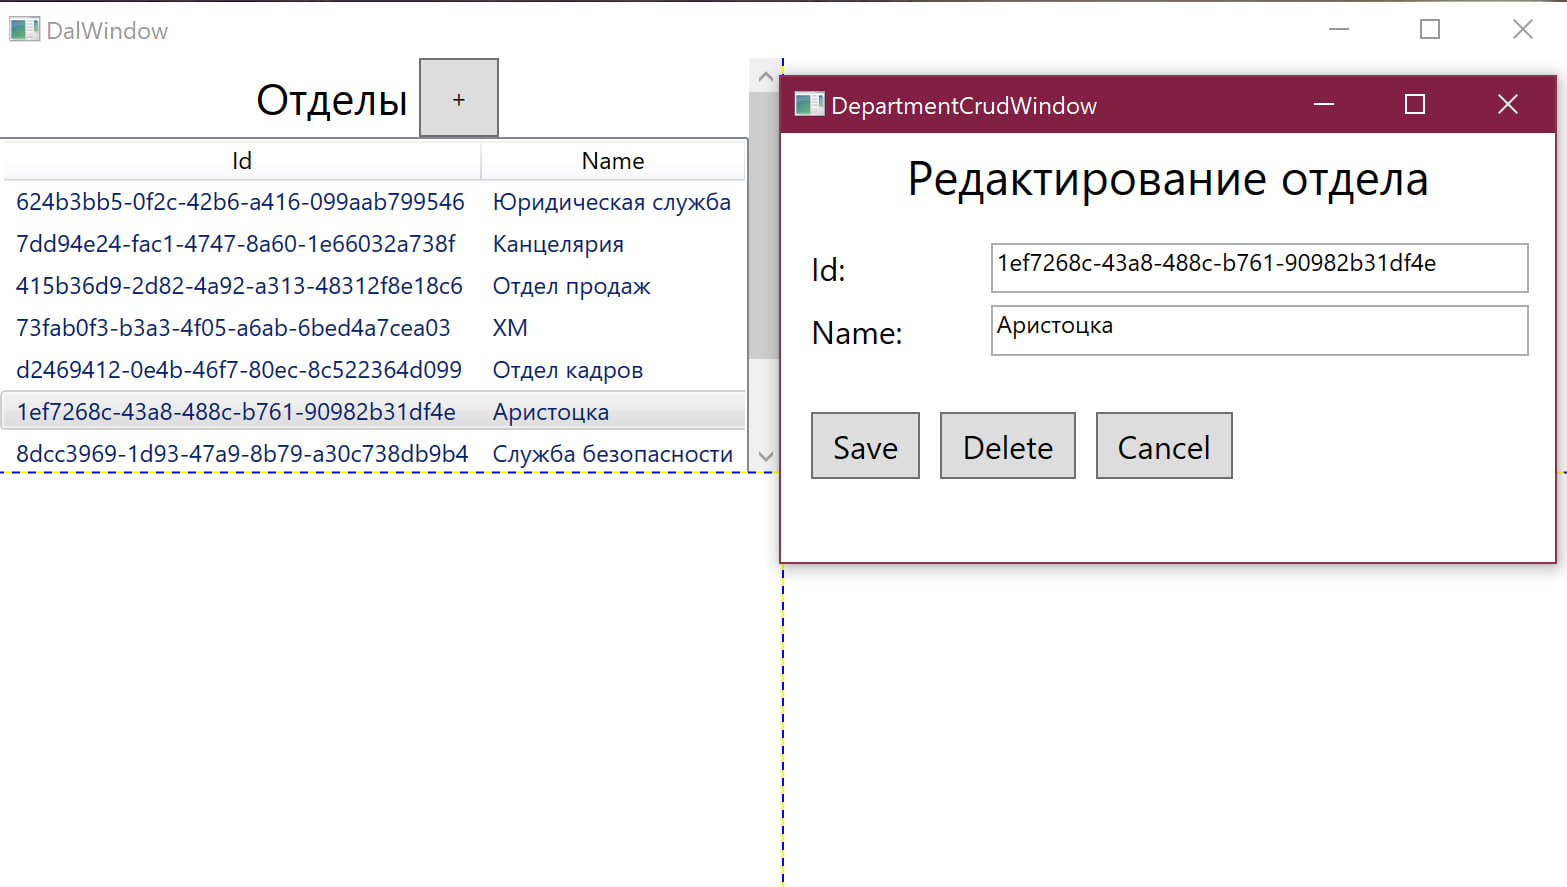 DalWindow
Отделы +
Id Name
624b3bb5-0f2c-42b6-a416-099aab799546 Юридическая служба
7dd94e24-fac1-4747-8a60-1e66032a738f Канцелярия
415b36d9-2d82-4a92-a313-48312f8e18c6 Отдел продаж
73fab0f3-b3a3-4f05-a6ab-6bed4a7cea03 ХМ
d2469412-0e4b-46f7-80ec-8c522364d099 Отдел кадров
1ef7268c-43a8-488c-b761-90982b31df4e Аристоцка
8dcc3969-1d93-47a9-8b79-a30c738db9b4 Служба безопасности
DepartmentCrudWindow
Редактирование отдела
Id: 1ef7268c-43a8-488c-b761-90982b31df4e
Name: Аристоцка
Save Delete Cancel